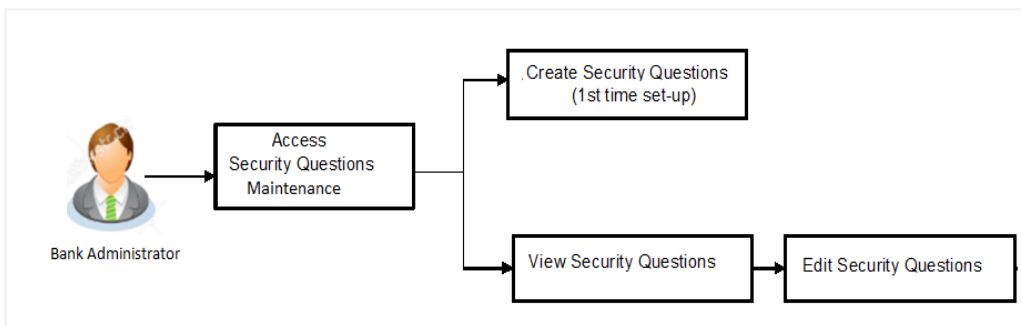 Create Security Questions
(1st time set-up)
Access
Security Questions
Maintenance
Bank Administrator
View Security Questions
Edit Security Questions